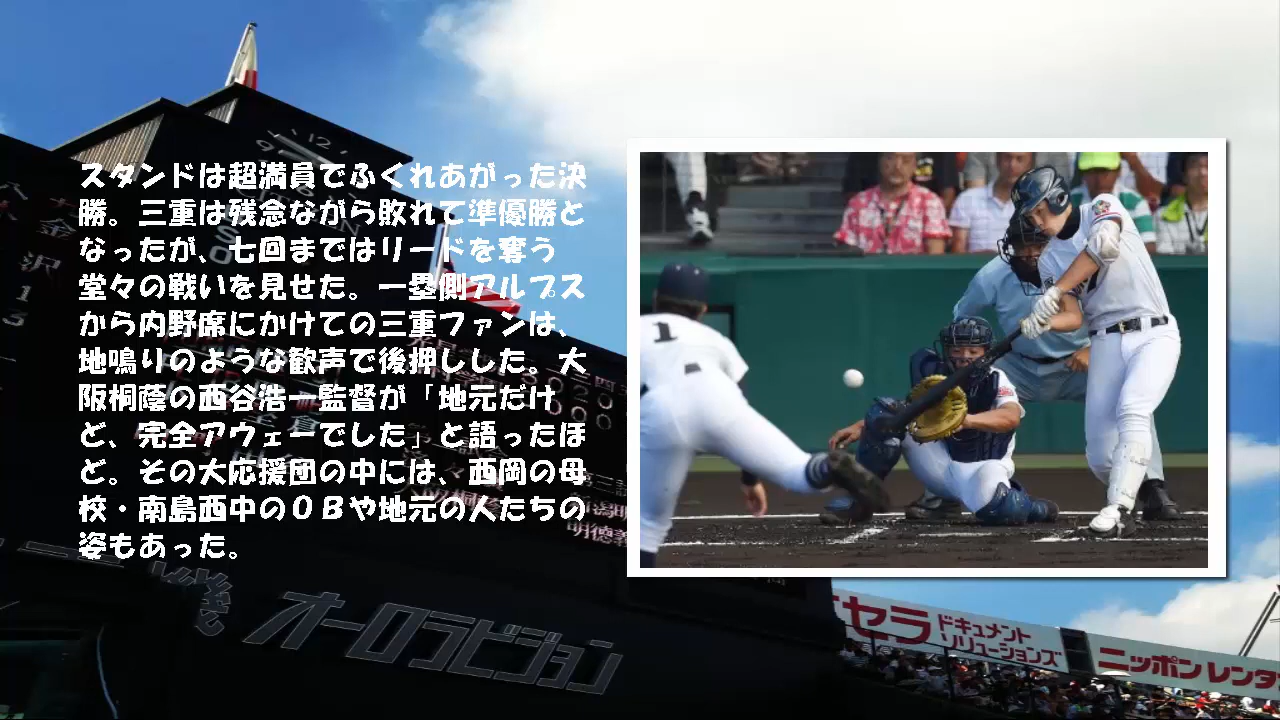 スタンドは超満員でふくれあがった決
勝。三重は残念ながら敗れて準優勝と
なったが、七回まではリードを奪う
堂々の戦いを見せた。一塁側アルプス
から内野席にかけての三重ファンは、
地鳴りのような歓声で後押しした。大
阪桐蔭の西谷浩一監督が「地元だけ
ど、完全アウェーでした」と語ったほ
ど。その大応援団の中には、西岡の母
校・南島西中のＯＢや地元の人たちの
姿もあった。
1
オーロラビジョン
セラ ドキュメント
ソリューションズ
ニッポンレンタ